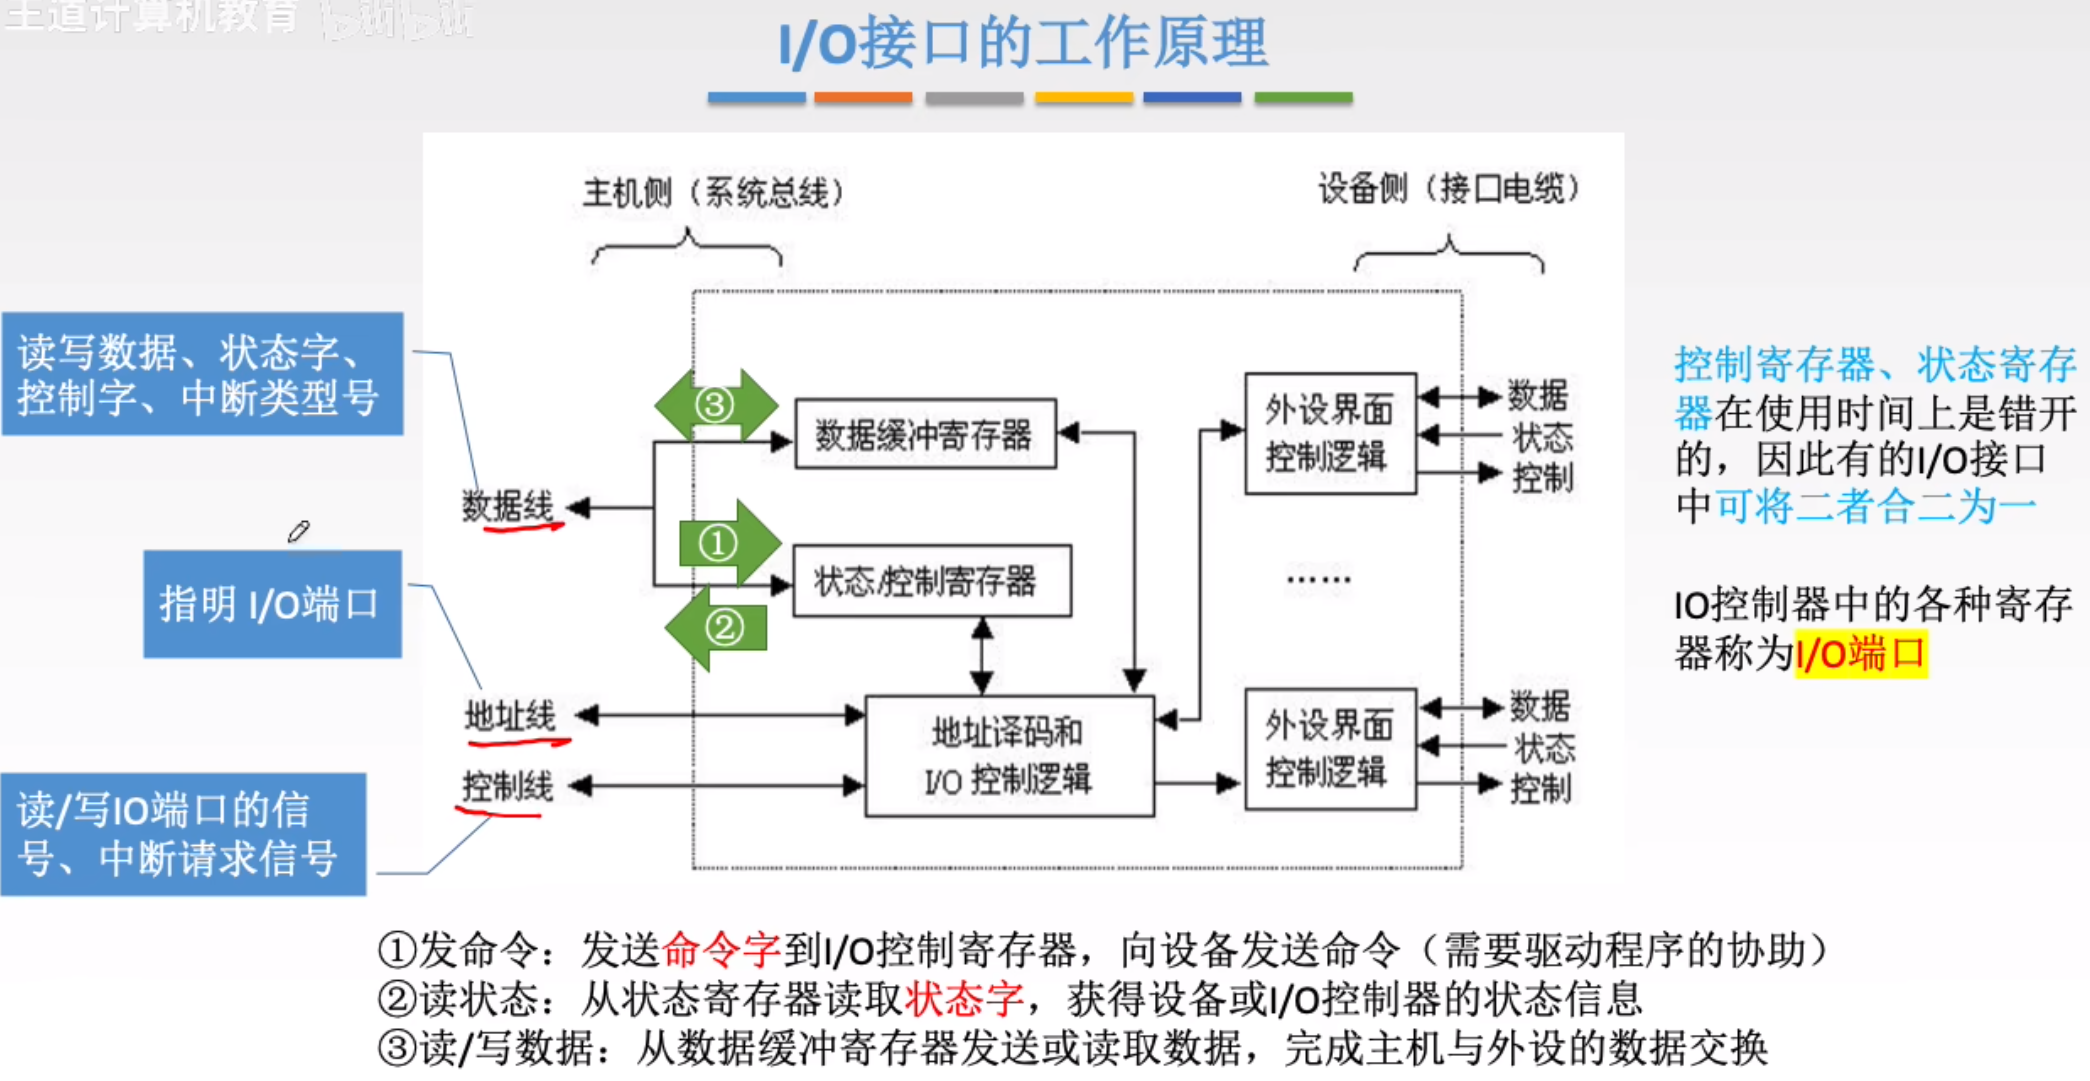 王道计算机教育 bilibili
I/O接口的工作原理
主机侧（系统总线）
设备侧（接口电缆）
读写数据、状态字、
控制字、中断类型号
指明 I/O端口
读/写IO端口的信
号、中断请求信号
数据线
地址线
控制线
③
①
②
数据缓冲寄存器
状态/控制寄存器
地址译码和
I/O 控制逻辑
外设界面
控制逻辑
数据
状态
控制
……
外设界面
控制逻辑
数据
状态
控制
控制寄存器、状态寄存
器在使用时间上是错开
的，因此有的I/O接口
中可将二者合二为一
IO控制器中的各种寄存
器称为I/O端口
①发命令：发送命令字到I/O控制寄存器，向设备发送命令（需要驱动程序的协助）
②读状态：从状态寄存器读取状态字，获得设备或I/O控制器的状态信息
③读/写数据：从数据缓冲寄存器发送或读取数据，完成主机与外设的数据交换